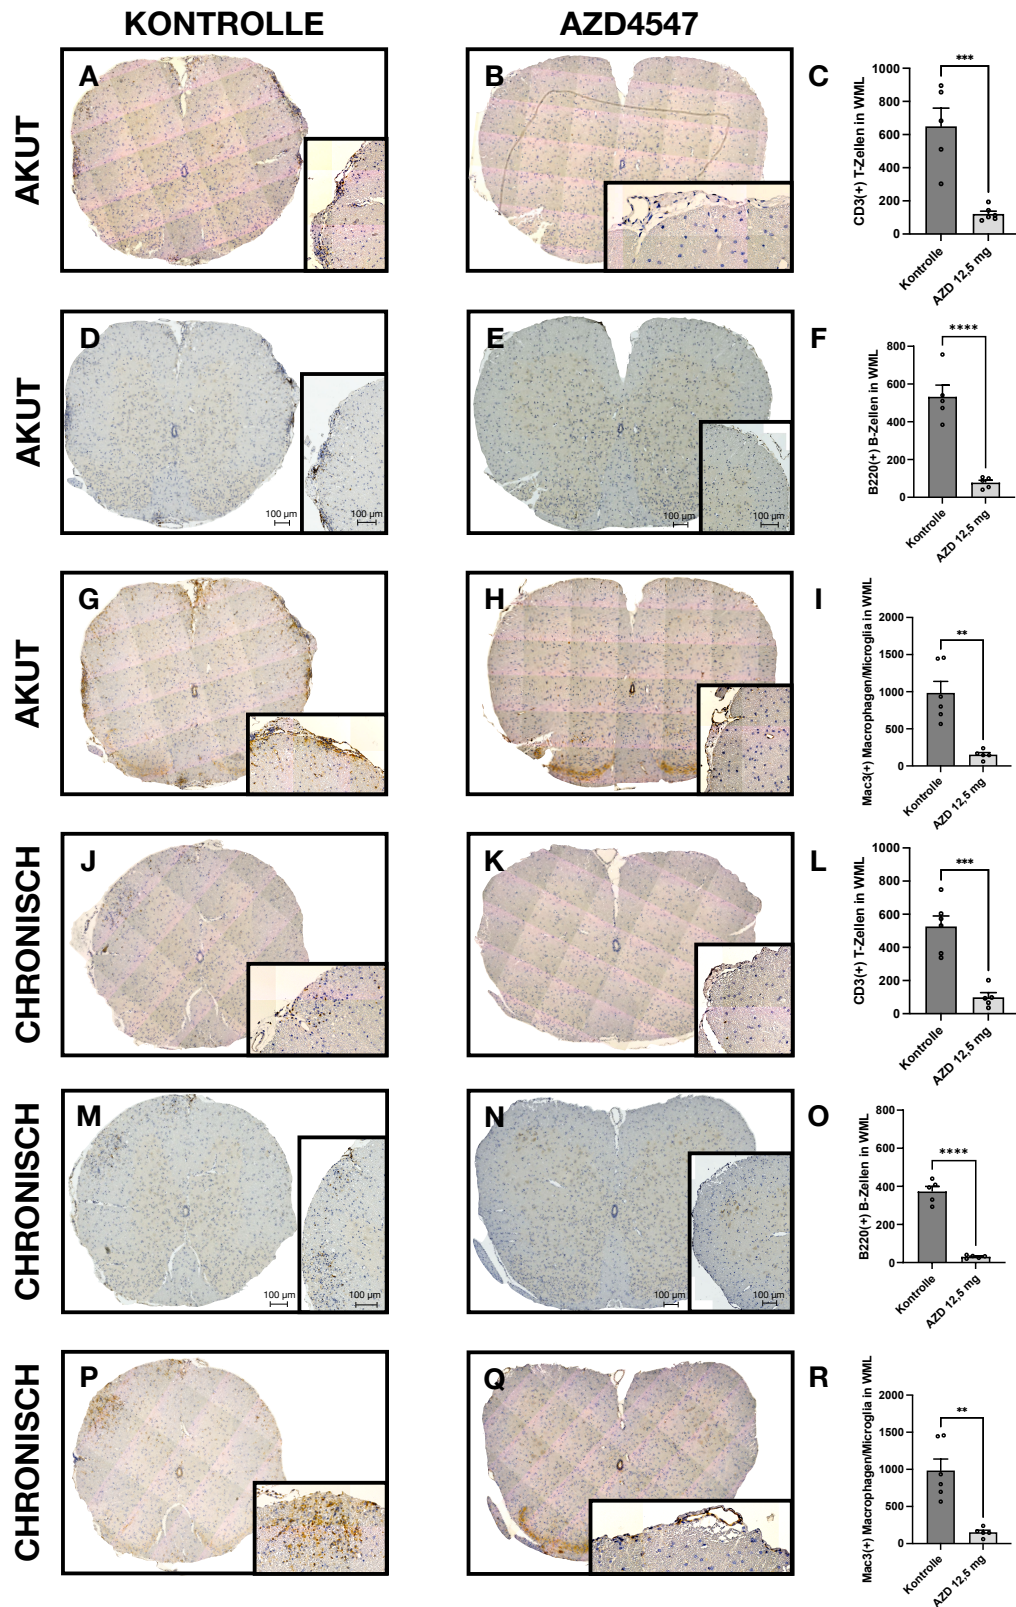 KONTROLLE
AZD4547
AKUT
A
B
C
CD3(+) T-Zellen in WML
1000
800
600
400
200
0
***
Kontrolle
AZD 12,5 mg
AKUT
D
100 µm
100 µm
E
100 µm
100 µm
F
B220(+) B-Zellen in WML
800
600
400
200
0
****
Kontrolle
AZD 12,5 mg
AKUT
G
H
I
Mac3(+) Macrophagen/Microglia in WML
2000
1500
1000
500
0
**
Kontrolle
AZD 12,5 mg
CHRONISCH
J
K
L
CD3(+) T-Zellen in WML
1000
800
600
400
200
0
***
Kontrolle
AZD 12,5 mg
CHRONISCH
M
100 µm
100 µm
N
100 µm
100 µm
O
B220(+) B-Zellen in WML
800
600
400
200
0
****
Kontrolle
AZD 12,5 mg
CHRONISCH
P
Q
R
Mac3(+) Macrophagen/Microglia in WML
2000
1500
1000
500
0
**
Kontrolle
AZD 12,5 mg